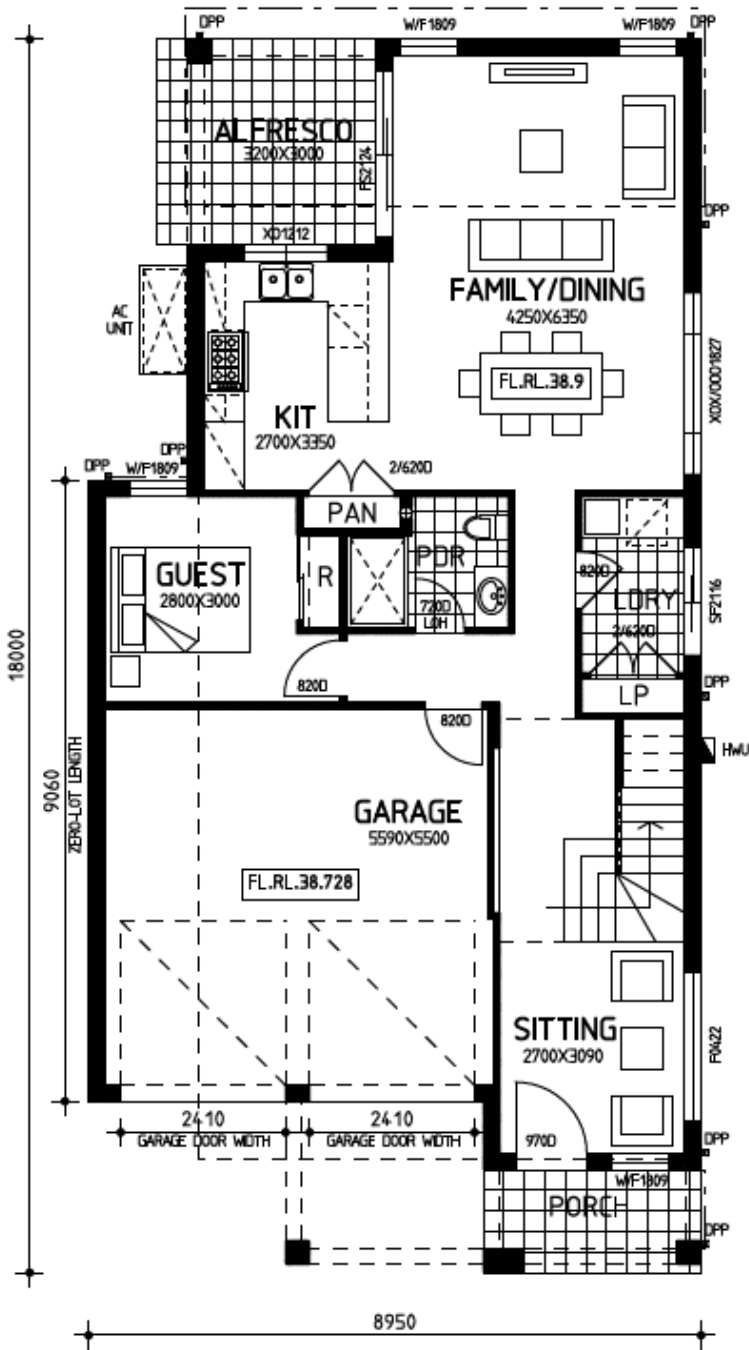 DPP
W/F1809
W/F1809
DPP
ALFRESCO
3200X3000
FS2124
DPP
XO1212
FAMILY/DINING
4250X6350
AC
UNIT
FL.RL.38.9
XOX/OOO1827
KIT
2700X3350
DPP
DPP
W/F1809
2/620D
PAN
PDR
GUEST
2800X3000
R
820D
LDRY
SF2116
720D
LOH
2/620D
820D
LP
DPP
18000
820D
HWU
9060
ZERO-LOT LENGTH
GARAGE
5590X5500
FL.RL.38.728
SITTING
2700X3090
F0422
2410
2410
GARAGE DOOR WIDTH
GARAGE DOOR WIDTH
970D
DPP
W/F1809
PORCH
DPP
8950